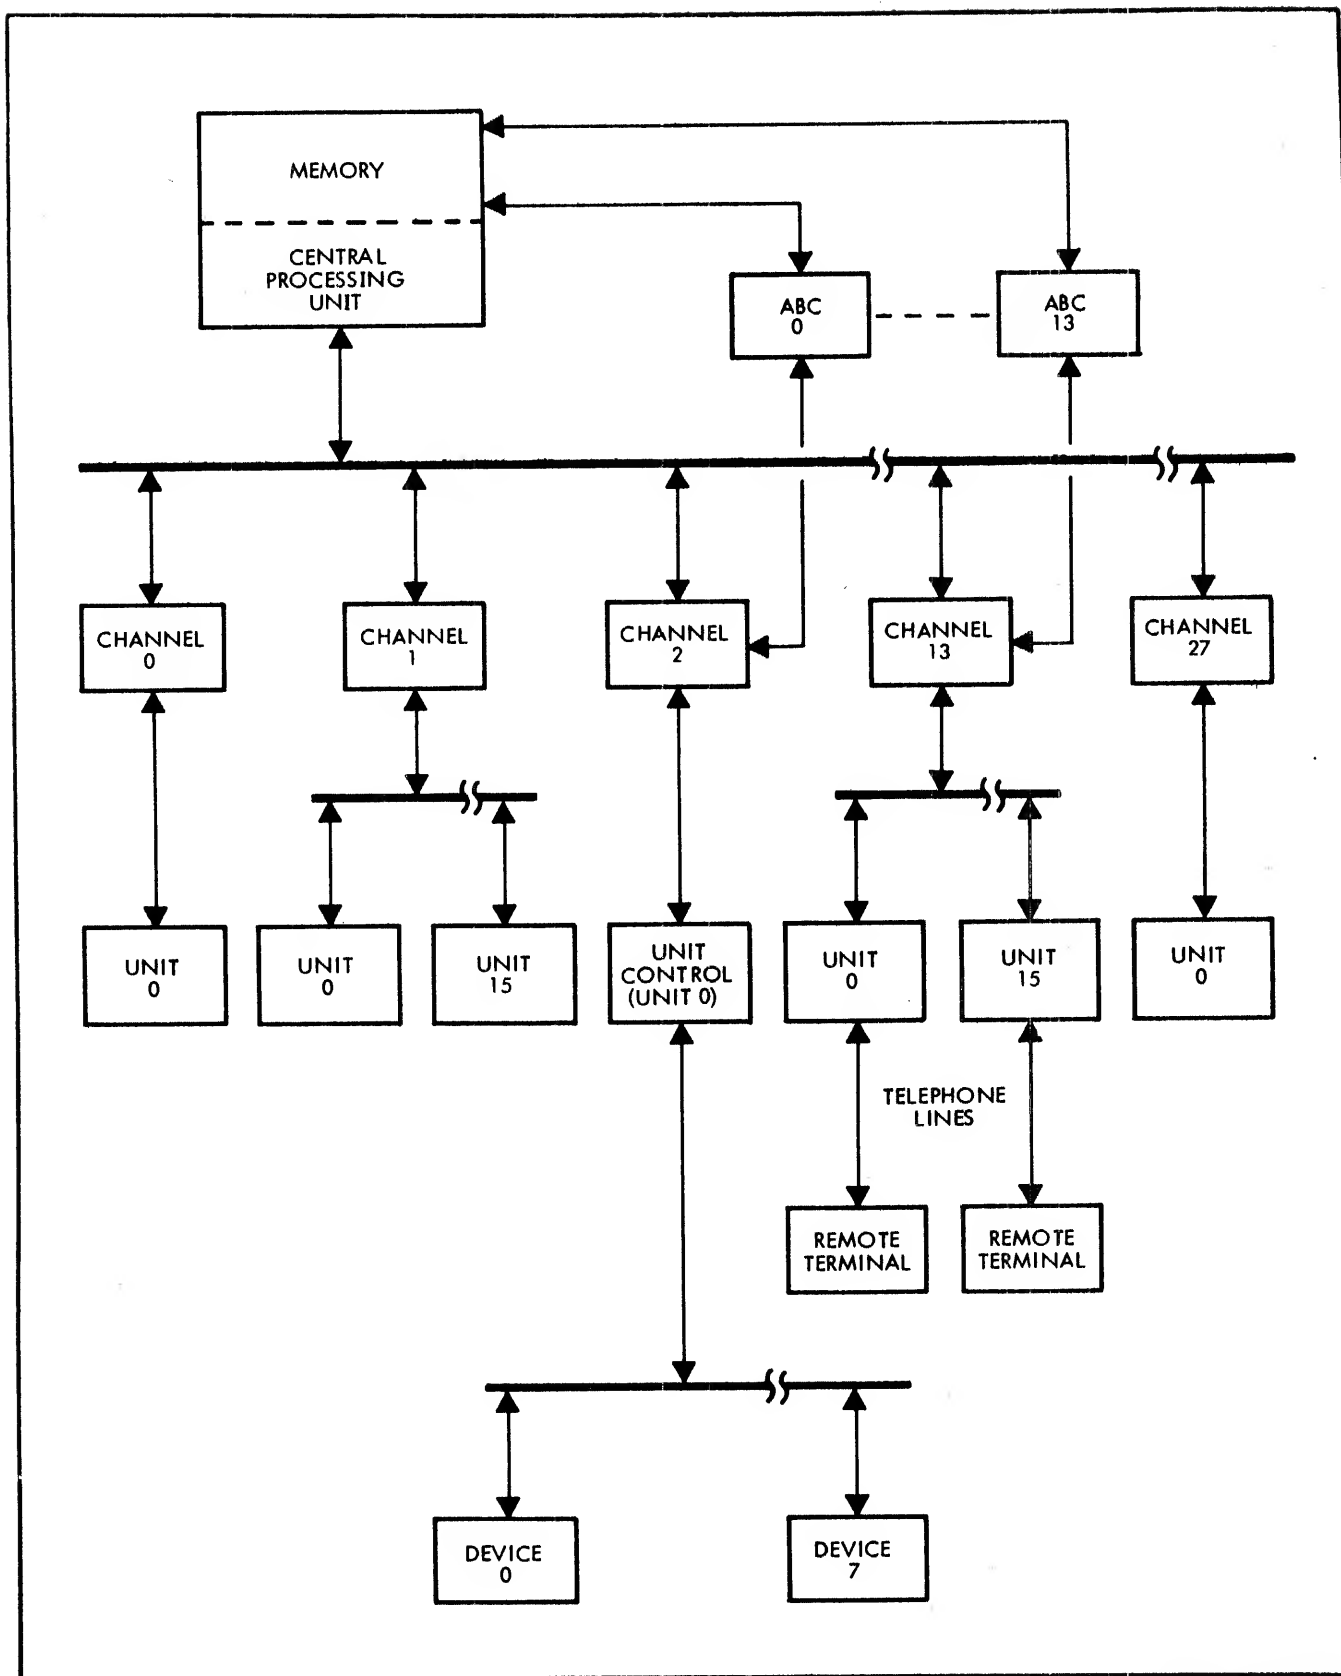 MEMORY
CENTRAL
PROCESSING
UNIT
ABC
0
ABC
13
CHANNEL
0
CHANNEL
1
CHANNEL
2
CHANNEL
13
CHANNEL
27
UNIT
0
UNIT
0
UNIT
15
UNIT
CONTROL
(UNIT 0)
UNIT
0
UNIT
15
UNIT
0
TELEPHONE
LINES
REMOTE
TERMINAL
REMOTE
TERMINAL
DEVICE
0
DEVICE
7